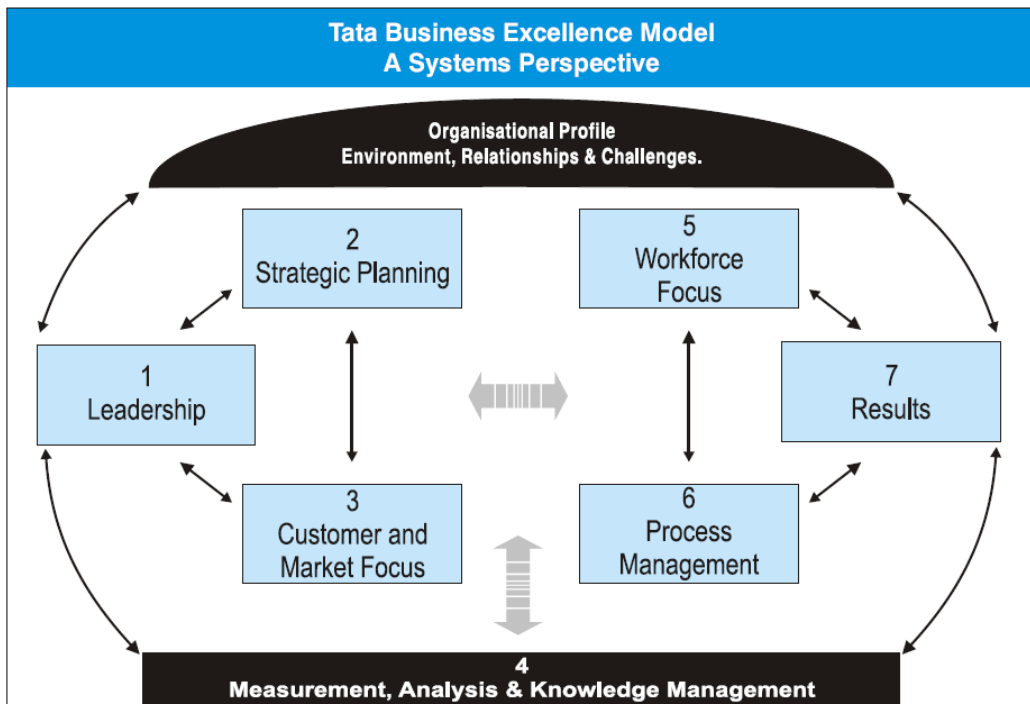 Tata Business Excellence Model
A Systems Perspective
Organisational Profile
Environment, Relationships & Challenges.
2
Strategic Planning
5
Workforce
Focus
1
Leadership
7
Results
3
Customer and
Market Focus
6
Process
Management
4
Measurement, Analysis & Knowledge Management